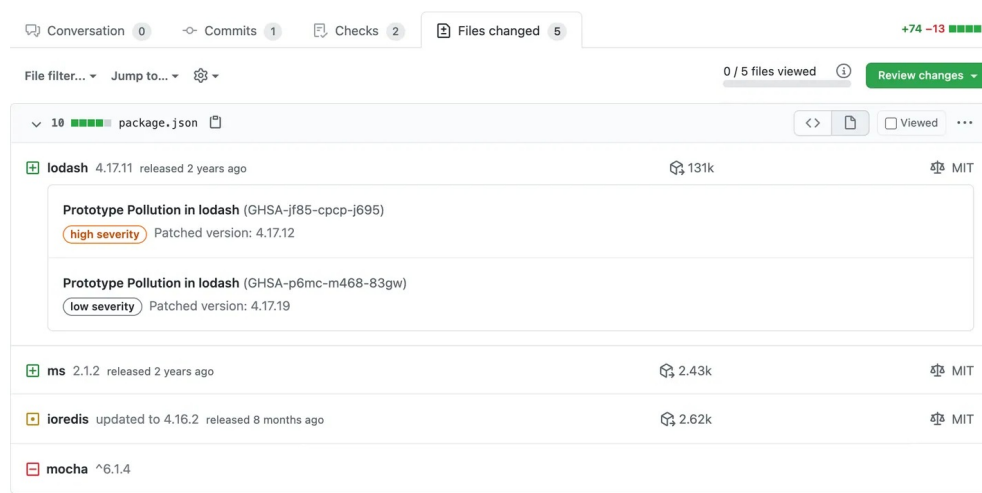 Conversation 0 Commits 1 Checks 2 Files changed 5 +74 −13
File filter... Jump to... 0 / 5 files viewed Review changes
10 package.json Viewed
lodash 4.17.11 released 2 years ago 131k MIT
Prototype Pollution in lodash (GHSA-jf85-cpcp-j695)
high severity Patched version: 4.17.12
Prototype Pollution in lodash (GHSA-p6mc-m468-83gw)
low severity Patched version: 4.17.19
ms 2.1.2 released 2 years ago 2.43k MIT
ioredis updated to 4.16.2 released 8 months ago 2.62k MIT
mocha ^6.1.4